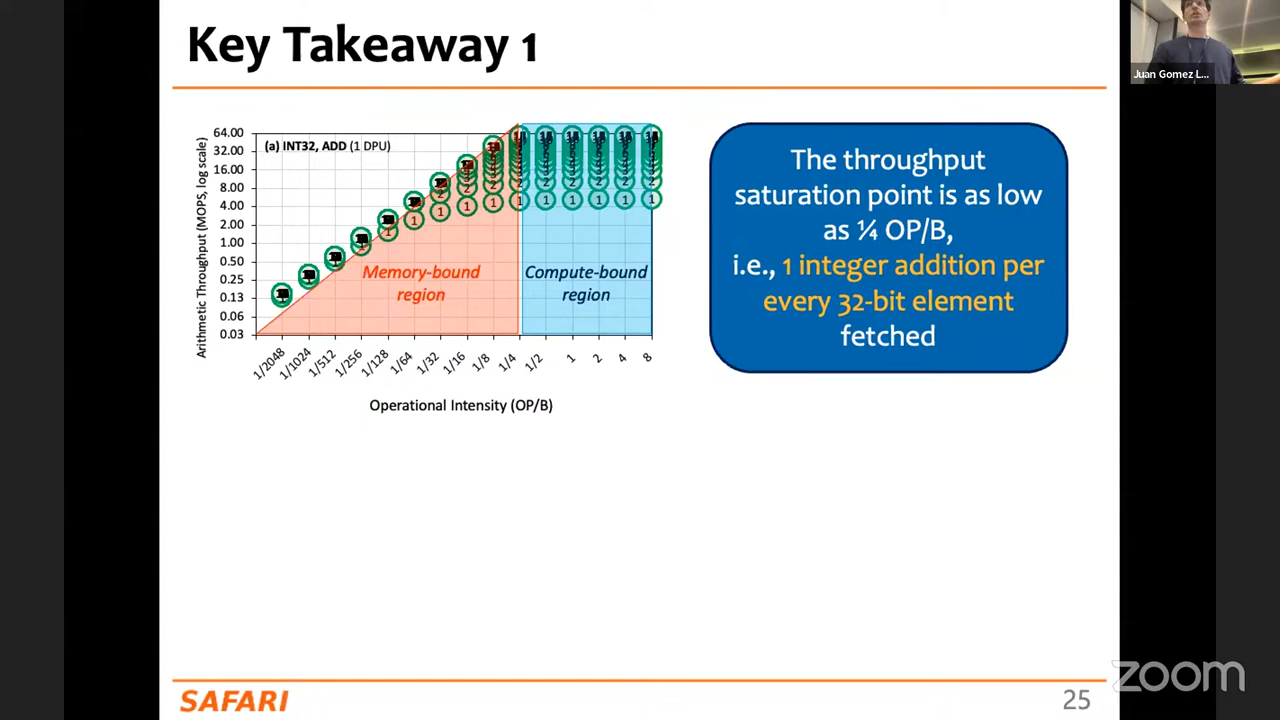 Key Takeaway 1
Juan Gomez L...
64.00
32.00
16.00
8.00
4.00
2.00
1.00
0.50
0.25
0.13
0.06
0.03
Arithmetic Throughput (MOPS, log scale)
(a) INT32, ADD (1 DPU)
Memory-bound
region
Compute-bound
region
1/2048
1/1024
1/512
1/256
1/128
1/64
1/32
1/16
1/8
1/4
1/2
1
2
4
8
Operational Intensity (OP/B)
The throughput
saturation point is as low
as ¼ OP/B,
i.e., 1 integer addition per
every 32-bit element
fetched
SAFARI
25
zoom